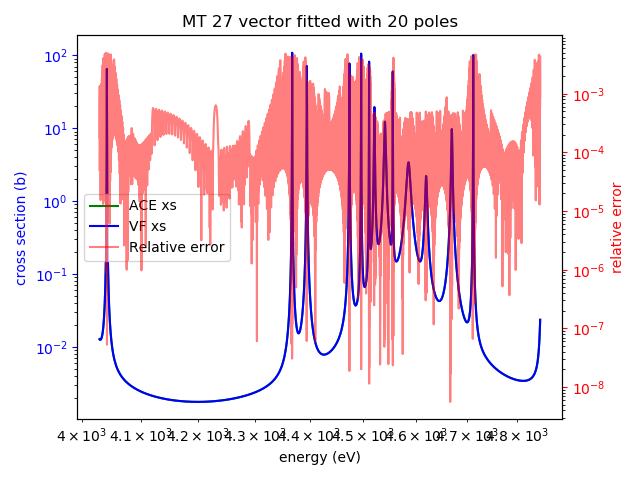 MT 27 vector fitted with 20 poles
10² 10¹ 10⁰ 10⁻¹ 10⁻²
cross section (b)
ACE xs
VF xs
Relative error
10⁻³ 10⁻⁴ 10⁻⁵ 10⁻⁶ 10⁻⁷ 10⁻⁸
relative error
4 × 10³ 4.1 × 10³ 4.2 × 10³ 4.3 × 10³ 4.4 × 10³ 4.5 × 10³ 4.6 × 10³ 4.7 × 10³ 4.8 × 10³
energy (eV)